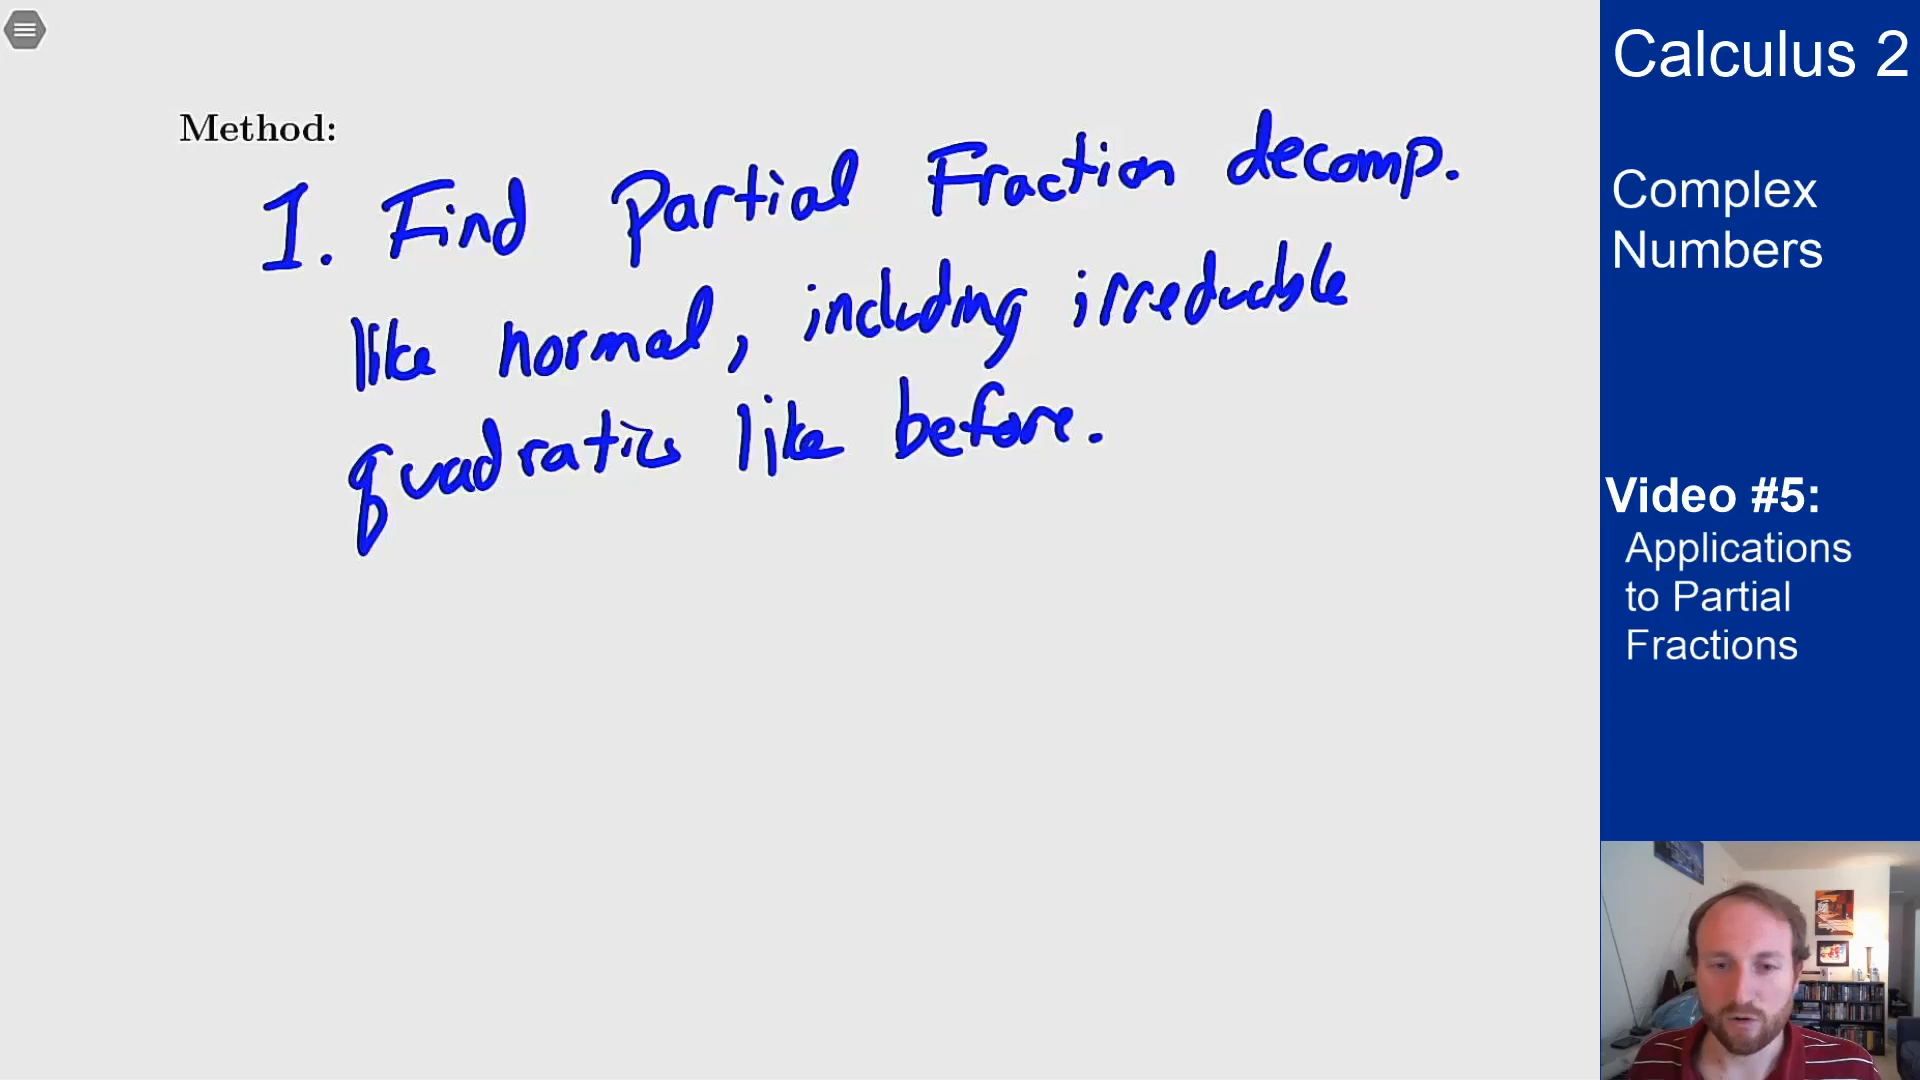 Method:
1. Find Partial Fraction decomp.
like normal, including irreducible
quadratics like before.
Calculus 2
Complex
Numbers
Video #5:
Applications
to Partial
Fractions